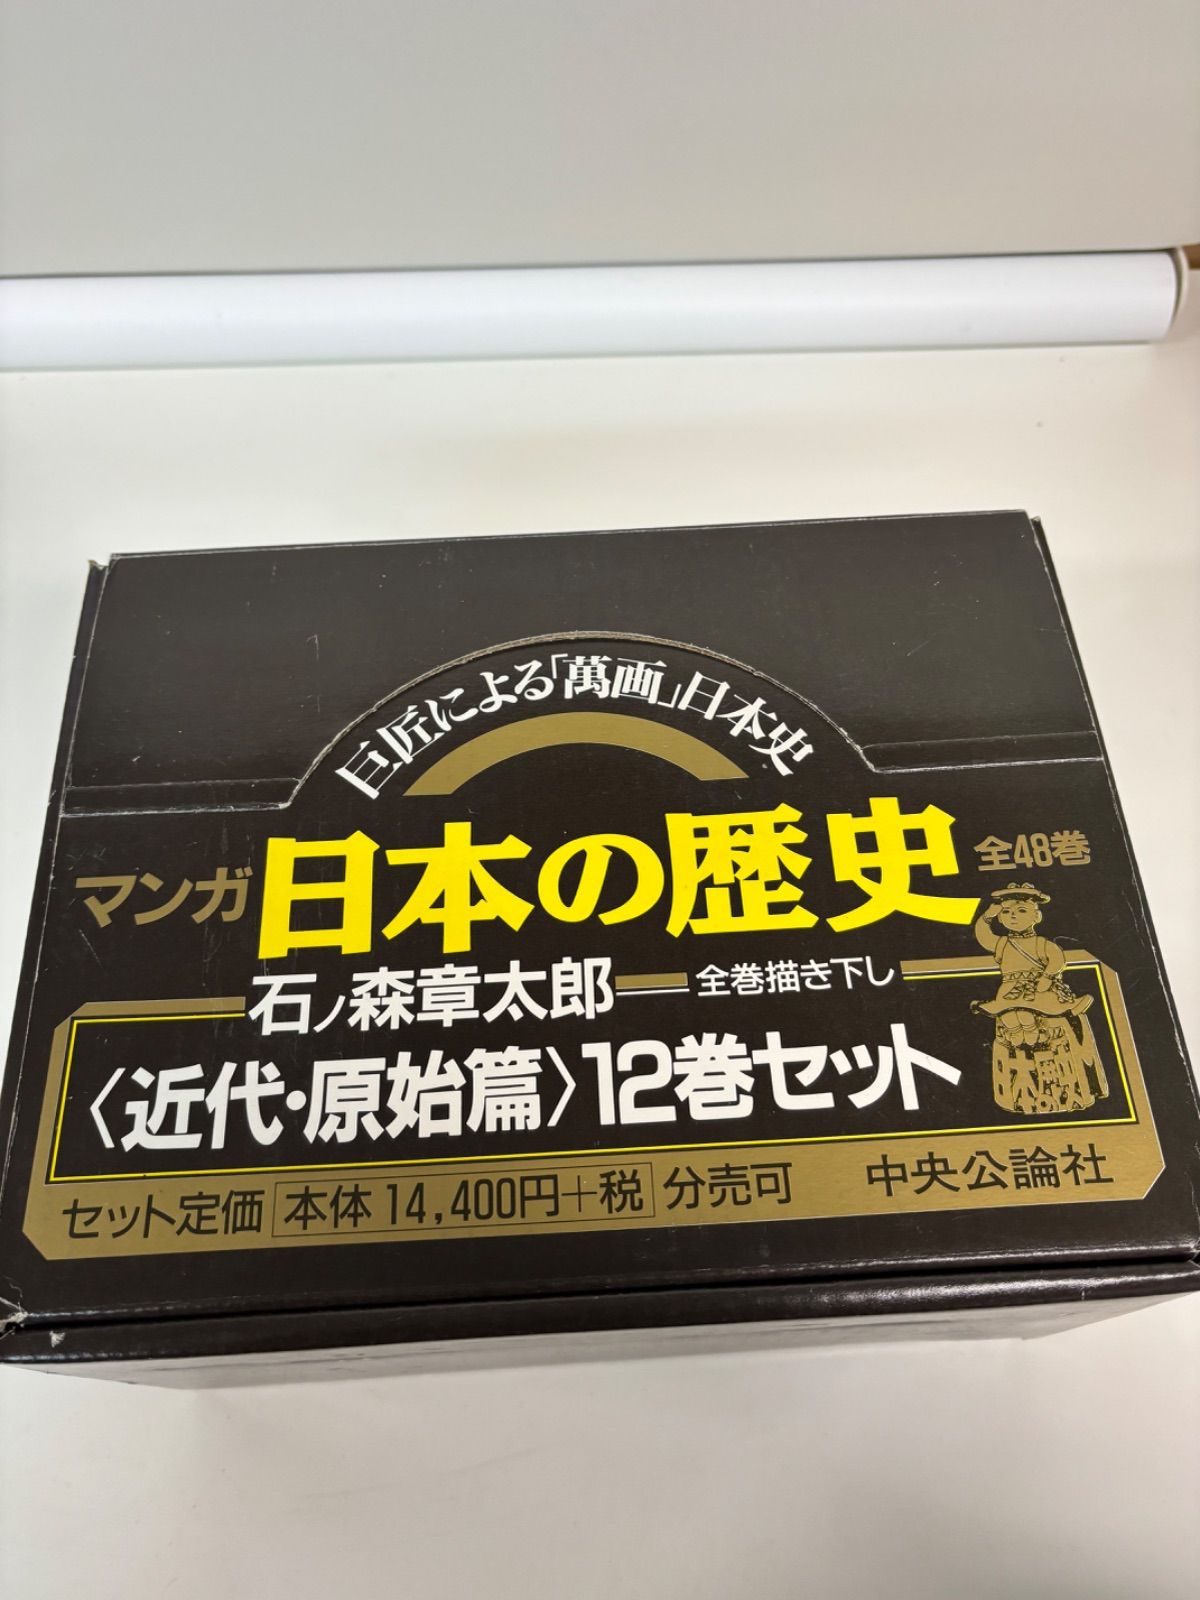 巨匠による「萬画」日本史
マンガ 日本の歴史 全48巻
石ノ森章太郎 全巻描き下し
〈近代・原始篇〉12巻セット
セット定価 本体14,400円+税 分売可 中央公論社